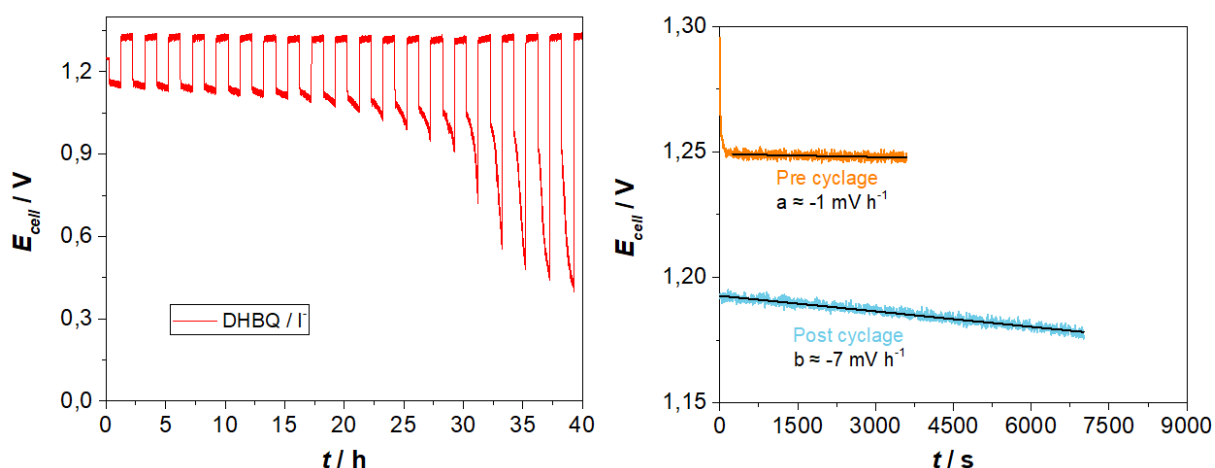 1,2
0,9
0,6
0,3
0,0
E_cell / V
DHBQ / I⁻
0 5 10 15 20 25 30 35 40
t / h
1,30
1,25
1,20
1,15
E_cell / V
Pre cyclage
a ≈ -1 mV h⁻¹
Post cyclage
b ≈ -7 mV h⁻¹
0 1500 3000 4500 6000 7500 9000
t / s